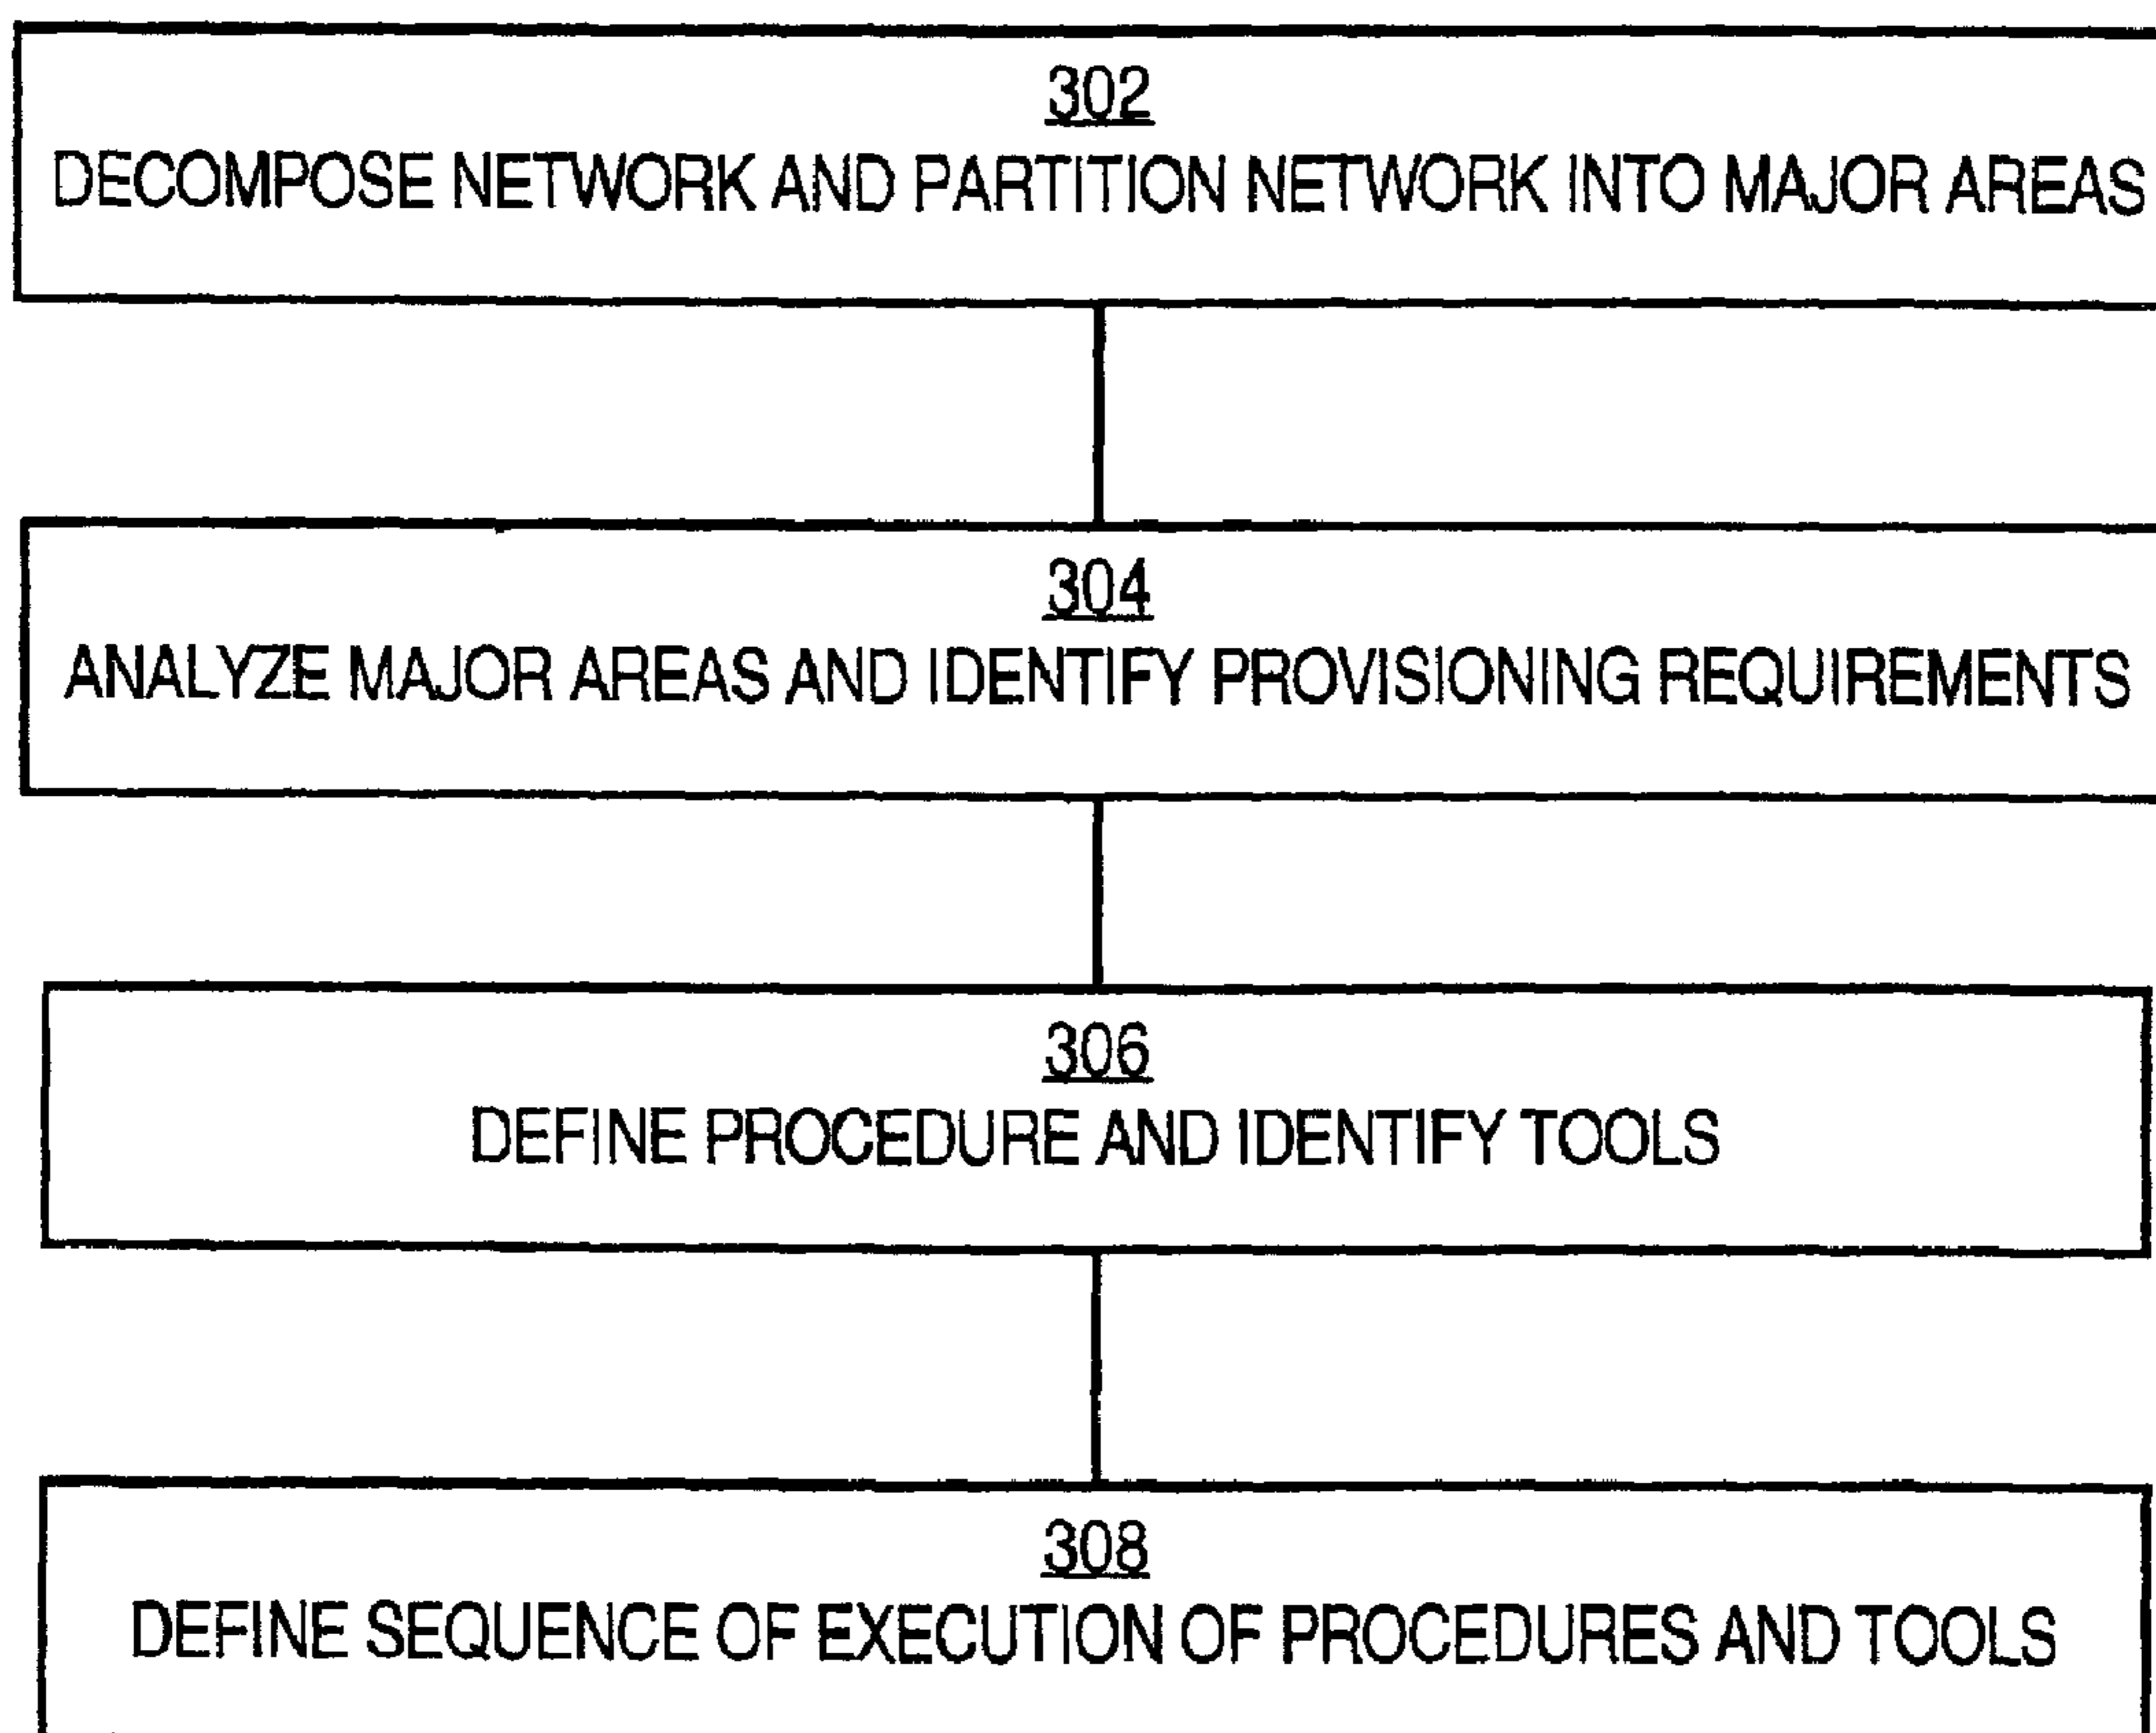 302
DECOMPOSE NETWORK AND PARTITION NETWORK INTO MAJOR AREAS
304
ANALYZE MAJOR AREAS AND IDENTIFY PROVISIONING REQUIREMENTS
306
DEFINE PROCEDURE AND IDENTIFY TOOLS
308
DEFINE SEQUENCE OF EXECUTION OF PROCEDURES AND TOOLS